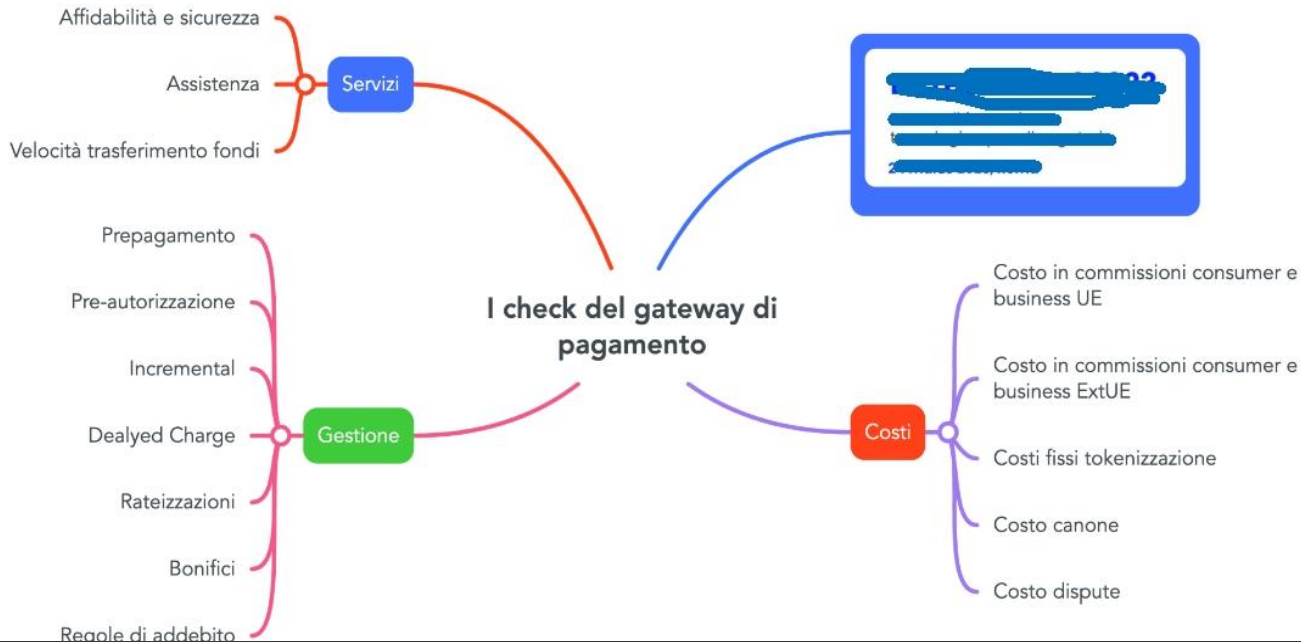 Affidabilità e sicurezza
Assistenza
Velocità trasferimento fondi
Servizi
Prepagamento
Pre-autorizzazione
Incremental
Dealyed Charge
Rateizzazioni
Bonifici
Regole di addebito
Gestione
I check del gateway di
pagamento
Costi
Costo in commissioni consumer e
business UE
Costo in commissioni consumer e
business ExtUE
Costi fissi tokenizzazione
Costo canone
Costo dispute